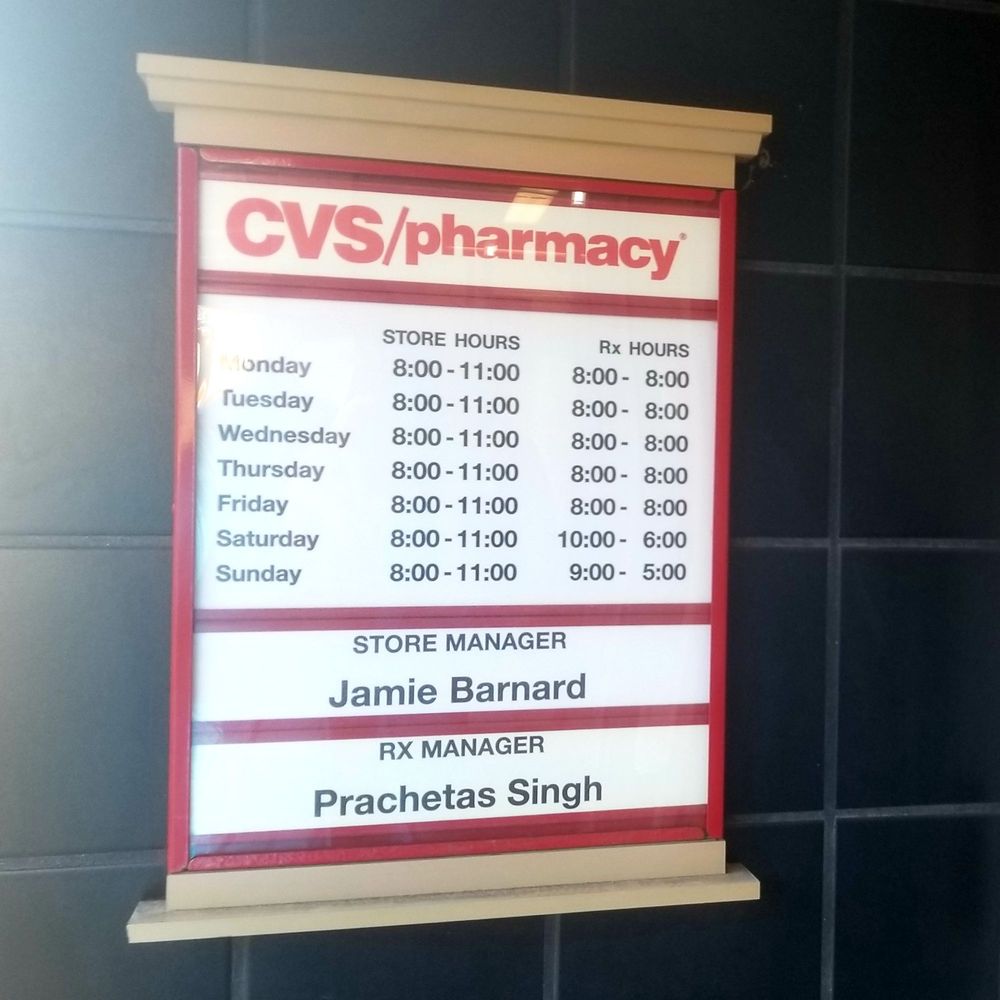 CVS/pharmacy®
STORE HOURS Rx HOURS
Monday 8:00 - 11:00 8:00 - 8:00
Tuesday 8:00 - 11:00 8:00 - 8:00
Wednesday 8:00 - 11:00 8:00 - 8:00
Thursday 8:00 - 11:00 8:00 - 8:00
Friday 8:00 - 11:00 8:00 - 8:00
Saturday 8:00 - 11:00 10:00 - 6:00
Sunday 8:00 - 11:00 9:00 - 5:00
STORE MANAGER
Jamie Barnard
RX MANAGER
Prachetas Singh